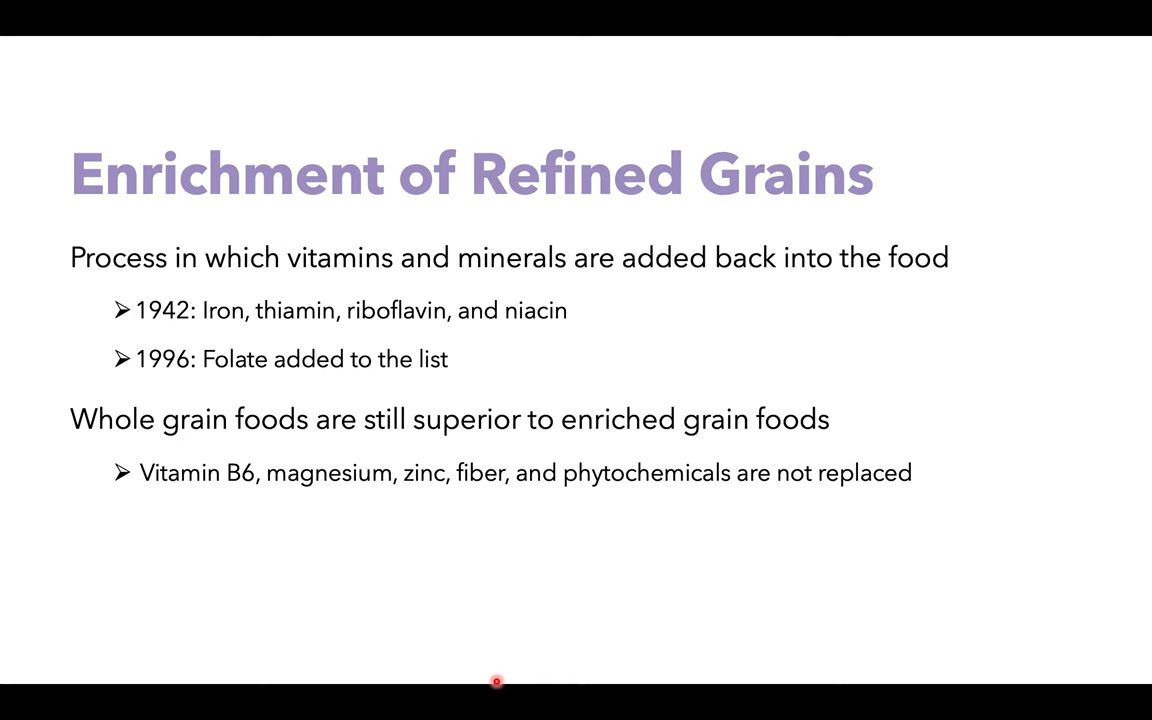 Enrichment of Refined Grains
Process in which vitamins and minerals are added back into the food
➢ 1942: Iron, thiamin, riboflavin, and niacin
➢ 1996: Folate added to the list
Whole grain foods are still superior to enriched grain foods
➢ Vitamin B6, magnesium, zinc, fiber, and phytochemicals are not replaced